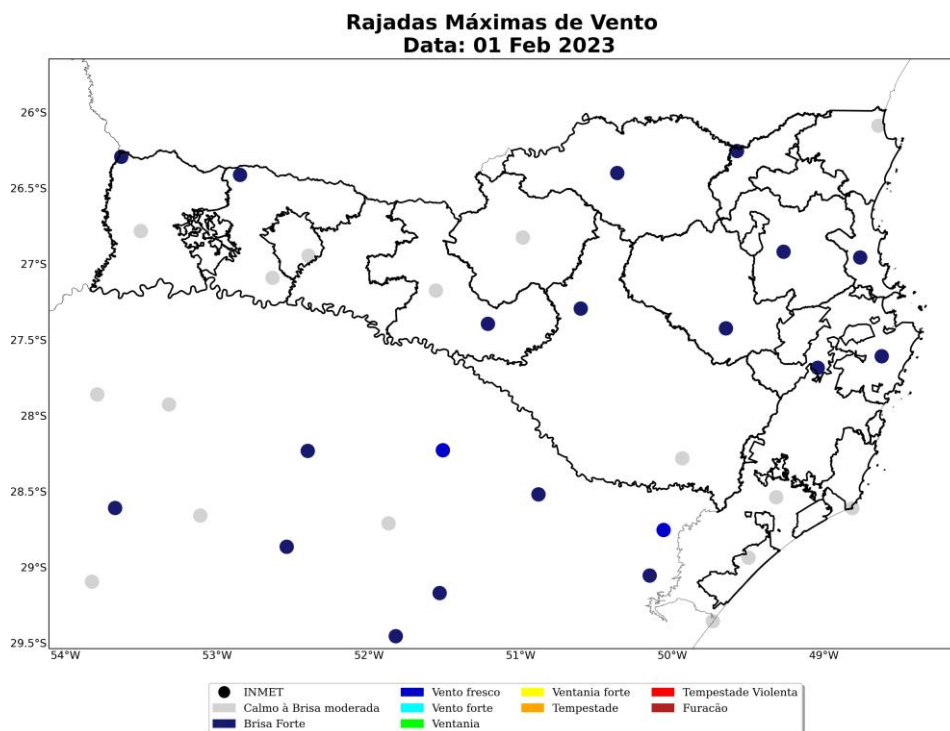 Rajadas Máximas de Vento
Data: 01 Feb 2023
26°S
26.5°S
27°S
27.5°S
28°S
28.5°S
29°S
29.5°S
54°W
53°W
52°W
51°W
50°W
49°W
INMET
Calmo à Brisa moderada
Brisa Forte
Vento fresco
Vento forte
Ventania
Ventania forte
Tempestade
Tempestade Violenta
Furacão